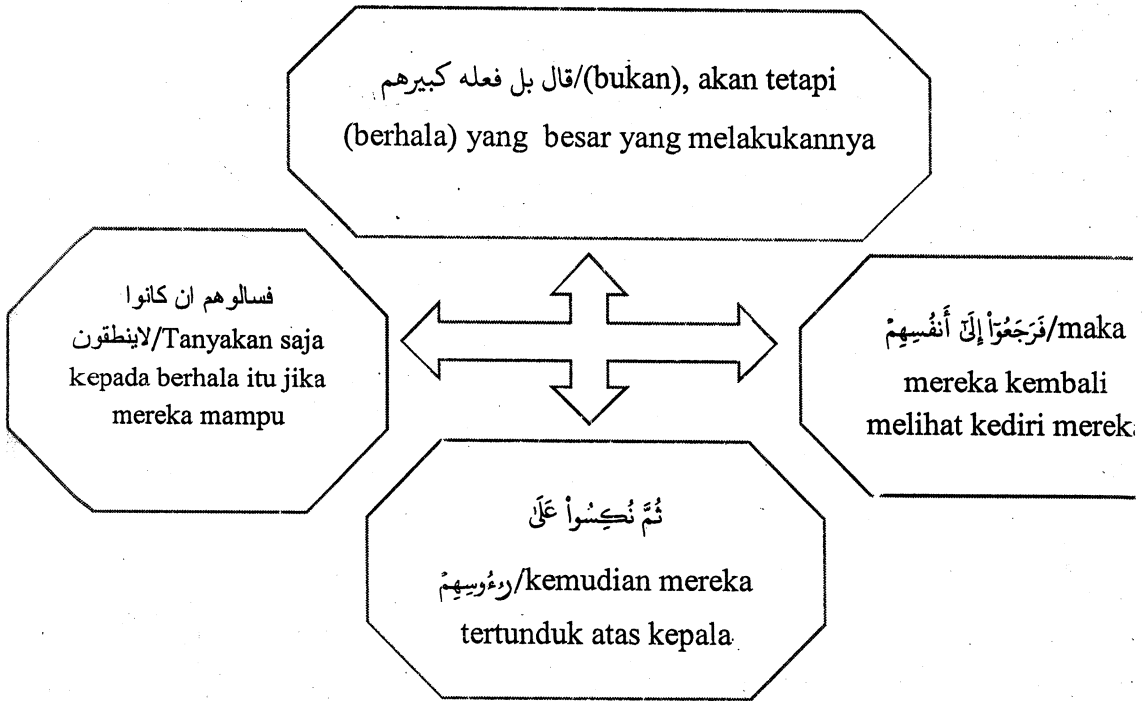 قال بل فعله كبيرهم/(bukan), akan tetapi
(berhala) yang besar yang melakukannya
فسالوهم ان كانوا
لاينطقون/Tanyakan saja
kepada berhala itu jika
mereka mampu
فَرَجَعُوٓاْ إِلَىٰٓ أَنفُسِهِمْ/maka
mereka kembali
melihat kediri mereka
ثُمَّ نُكِسُواْ عَلَىٰ
رُءُوسِهِمْ/kemudian mereka
tertunduk atas kepala